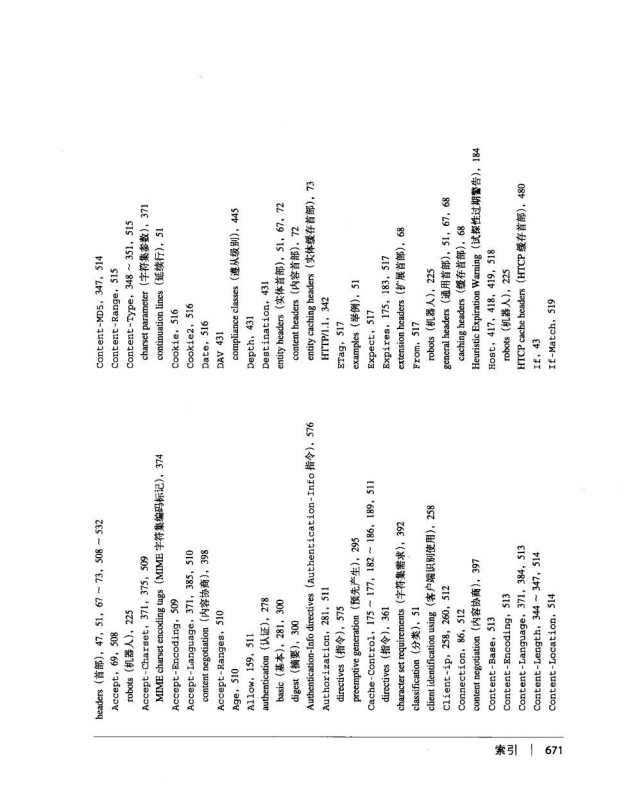 headers（首部），47，51，67～73，508～532
Accept，69，508
robots（机器人），225
Accept-Charset，371，375，509
MIME charset encoding tags（MIME 字符集编码标记），374
Accept-Encoding，509
Accept-Language，371，385，510
content negotiation（内容协商），398
Accept-Ranges，510
Age，510
Allow，159，511
authentication（认证），278
basic（基本），281，300
digest（摘要），300
Authentication-Info directives（Authentication-Info 指令），576
Authorization，281，511
directives（指令），575
preemptive generation（预先产生），295
Cache-Control，175～177，182～186，189，511
directives（指令），361
character set requirements（字符集需求），392
classification（分类），51
client identification using（客户端识别使用），258
Client-ip，258，260，512
Connection，86，512
content negotiation（内容协商），397
Content-Base，513
Content-Encoding，513
Content-Language，371，384，513
Content-Length，344～347，514
Content-Location，514
Content-MD5，347，514
Content-Range，515
Content-Type，348～351，515
charset parameter（字符集参数），371
continuation lines（延续行），51
Cookie，516
Cookie2，516
Date，516
DAV 431
compliance classes（遵从级别），445
Depth，431
Destination，431
entity headers（实体首部），51，67，72
content headers（内容首部），72
entity caching headers（实体缓存首部），73
HTTP/1.1，342
ETag，517
examples（举例），51
Expect，517
Expires，175，183，517
extension headers（扩展首部），68
From，517
robots（机器人），225
general headers（通用首部），51，67，68
caching headers（缓存首部），68
Heuristic Expiration Warning（试探性过期警告），184
Host，417，418，419，518
robots（机器人），225
HTCP cache headers（HTCP 缓存首部），480
If，43
If-Match，519
索引 | 671